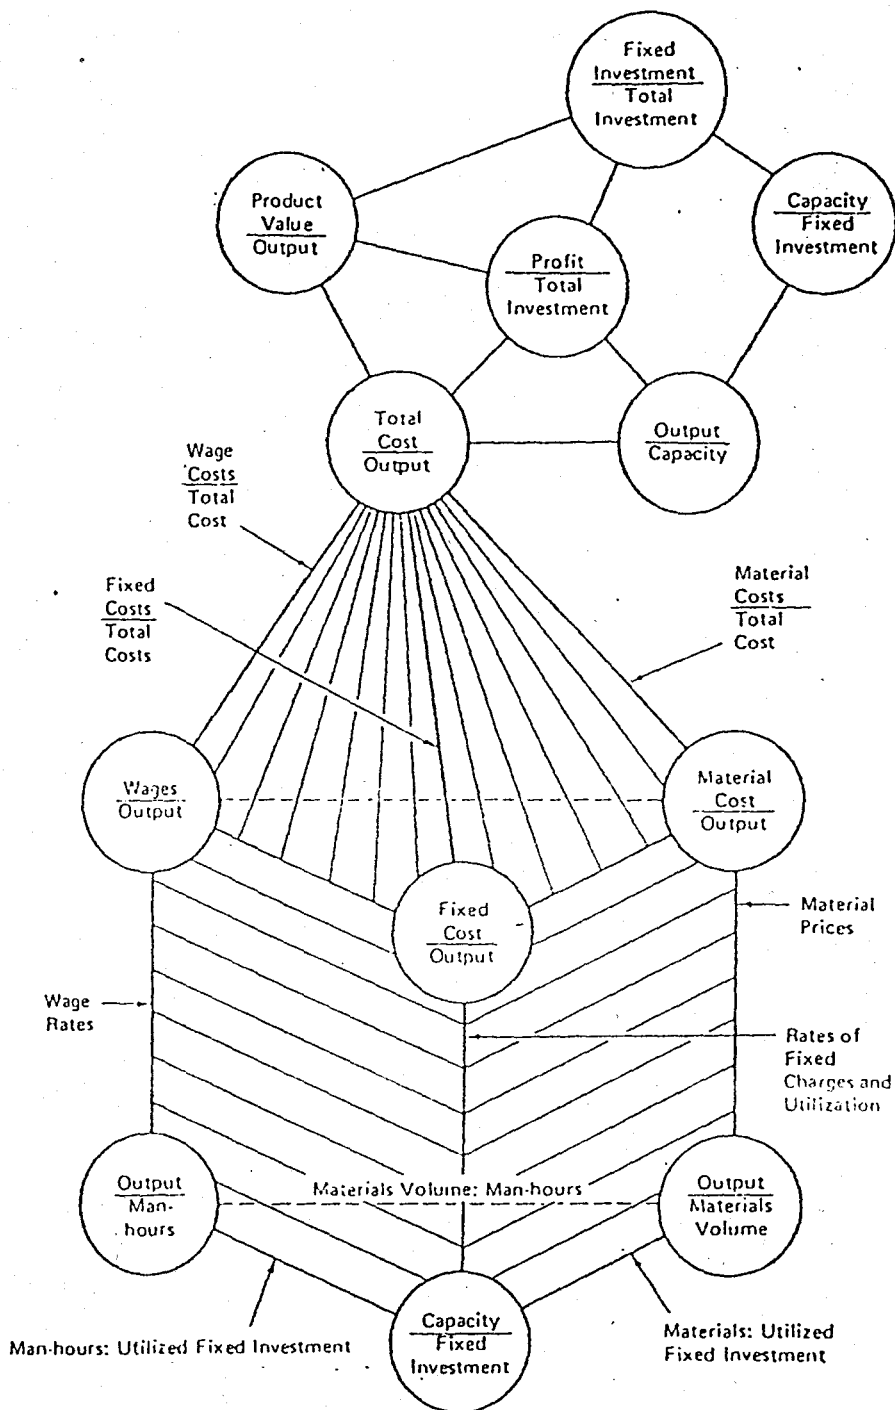 Fixed
Investment
Total
Investment
Product
Value
Output
Capacity
Fixed
Investment
Profit
Total
Investment
Total
Cost
Output
Output
Capacity
Wage
Costs
Total
Cost
Fixed
Costs
Total
Costs
Material
Costs
Total
Cost
Wages
Output
Material
Cost
Output
Fixed
Cost
Output
Material
Prices
Wage
Rates
Rates of
Fixed
Charges and
Utilization
Output
Man-
hours
Materials Volume: Man-hours
Output
Materials
Volume
Capacity
Fixed
Investment
Man-hours: Utilized Fixed Investment
Materials: Utilized
Fixed Investment